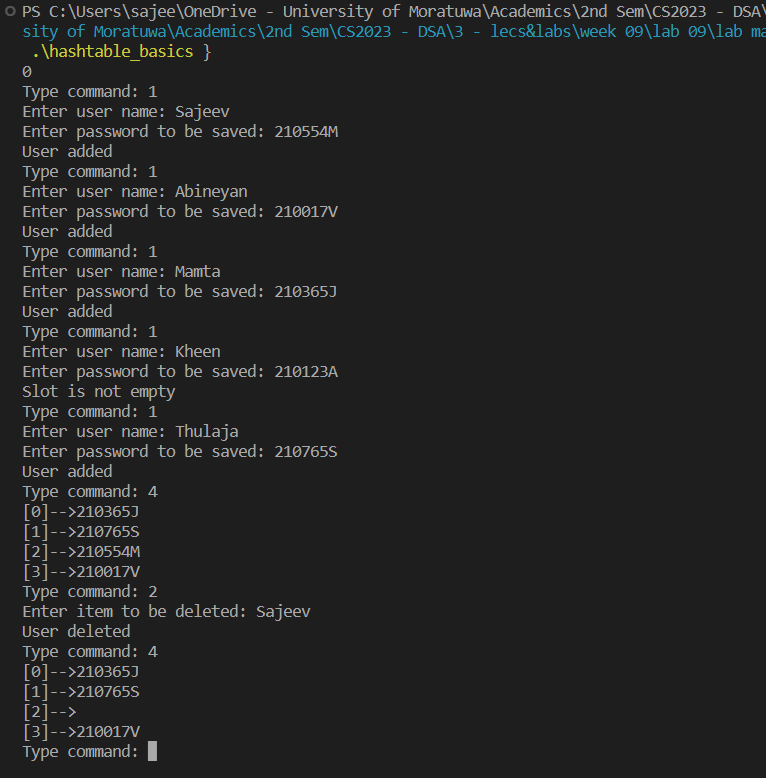 PS C:\Users\sajee\OneDrive - University of Moratuwa\Academics\2nd Sem\CS2023 - DSA\
sity of Moratuwa\Academics\2nd Sem\CS2023 - DSA\3 - lecs&labs\week 09\lab 09\lab ma
.\hashtable_basics }
0
Type command: 1
Enter user name: Sajeev
Enter password to be saved: 210554M
User added
Type command: 1
Enter user name: Abineyan
Enter password to be saved: 210017V
User added
Type command: 1
Enter user name: Mamta
Enter password to be saved: 210365J
User added
Type command: 1
Enter user name: Kheen
Enter password to be saved: 210123A
Slot is not empty
Type command: 1
Enter user name: Thulaja
Enter password to be saved: 210765S
User added
Type command: 4
[0]-->210365J
[1]-->210765S
[2]-->210554M
[3]-->210017V
Type command: 2
Enter item to be deleted: Sajeev
User deleted
Type command: 4
[0]-->210365J
[1]-->210765S
[2]-->
[3]-->210017V
Type command: